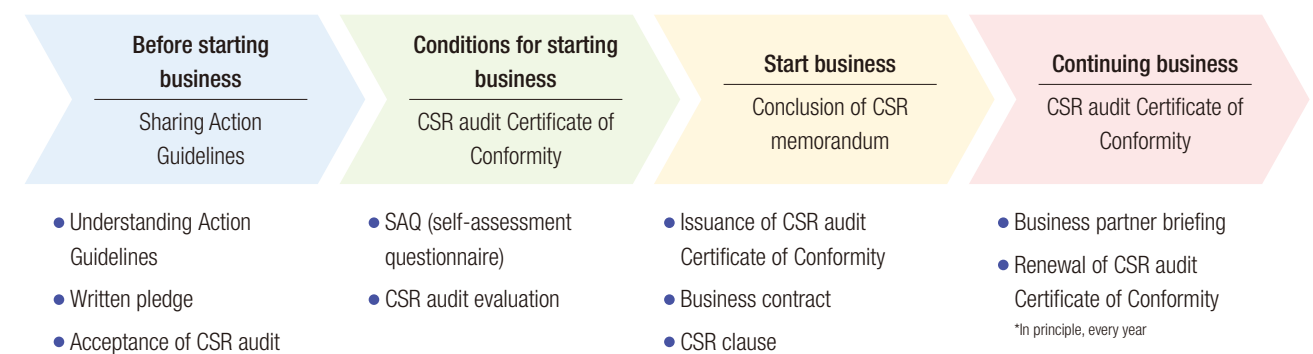 Before starting
business
Sharing Action
Guidelines
Conditions for starting
business
CSR audit Certificate of
Conformity
Start business
Conclusion of CSR
memorandum
Continuing business
CSR audit Certificate of
Conformity
● Understanding Action
Guidelines
● Written pledge
● Acceptance of CSR audit
● SAQ (self-assessment
questionnaire)
● CSR audit evaluation
● Issuance of CSR audit
Certificate of Conformity
● Business contract
● CSR clause
● Business partner briefing
● Renewal of CSR audit
Certificate of Conformity
*In principle, every year